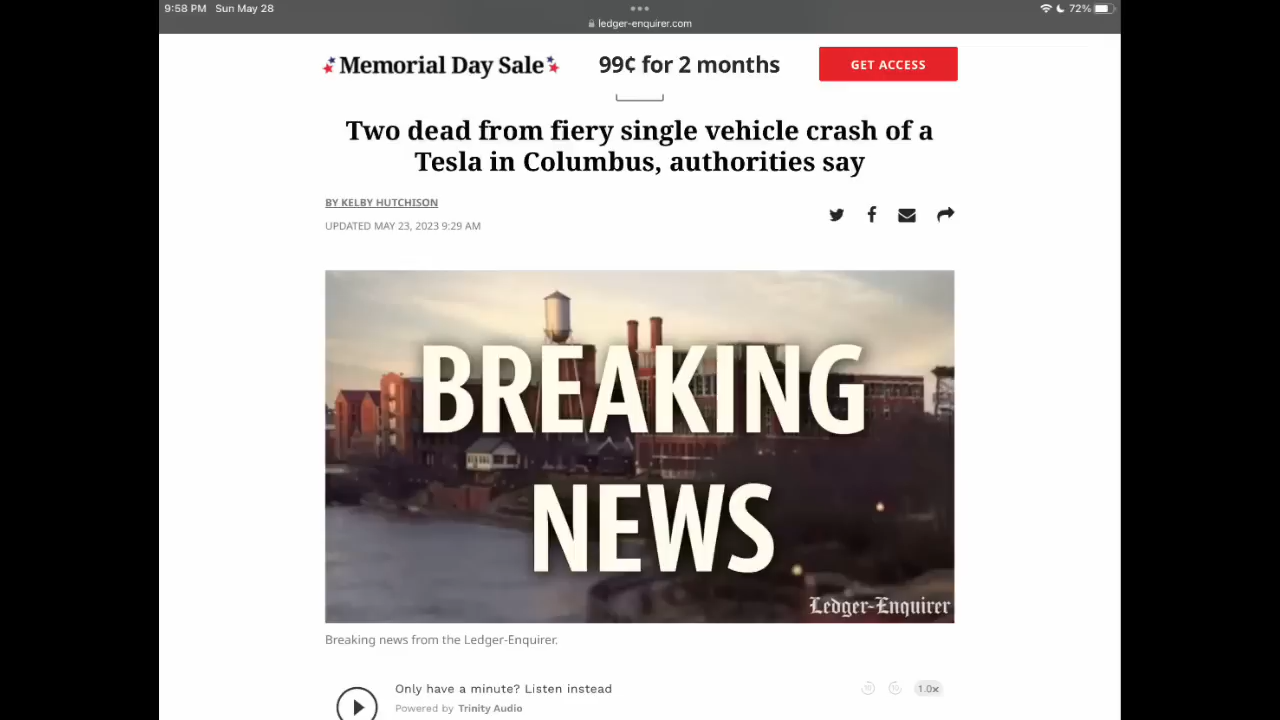 9:58 PM Sun May 28
72%
ledger-enquirer.com
Memorial Day Sale
99¢ for 2 months
GET ACCESS
Two dead from fiery single vehicle crash of a
Tesla in Columbus, authorities say
BY KELBY HUTCHISON
UPDATED MAY 23, 2023 9:29 AM
BREAKING
NEWS
Ledger-Enquirer
Breaking news from the Ledger-Enquirer.
Only have a minute? Listen instead
Powered by Trinity Audio
10
10
1.0x